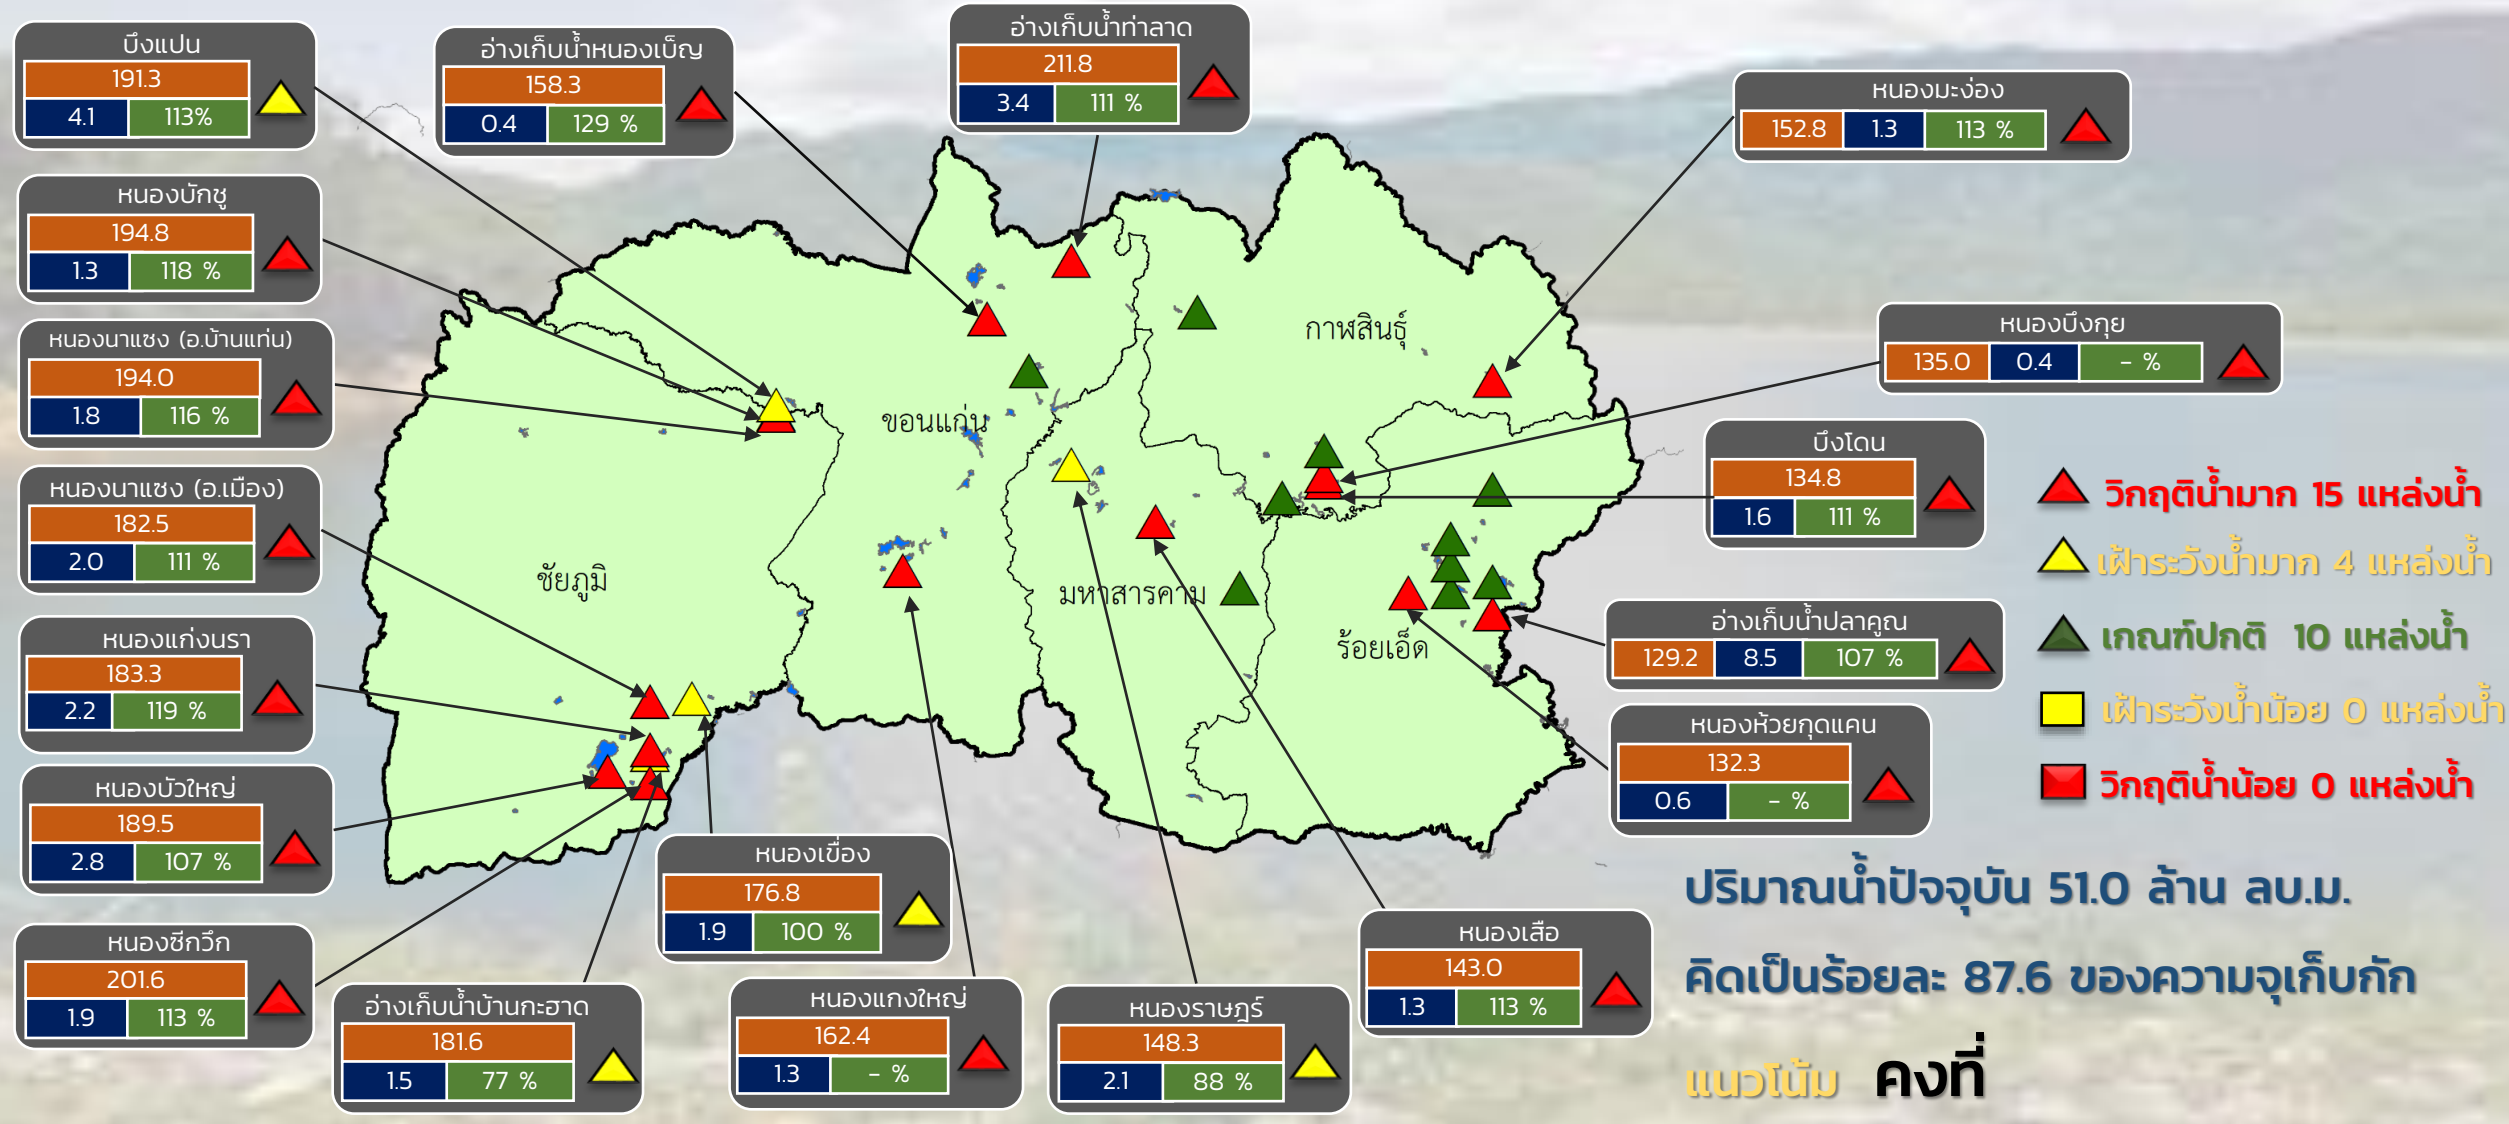 บึงแปน
191.3
4.1 113%
อ่างเก็บน้ำหนองเบ็ญ
158.3
0.4 129 %
อ่างเก็บน้ำท่าลาด
211.8
3.4 111 %
หนองมะง่อง
152.8 1.3 113 %
หนองบักชู
194.8
1.3 118 %
หนองนาแซง (อ.บ้านแท่น)
194.0
1.8 116 %
หนองนาแซง (อ.เมือง)
182.5
2.0 111 %
หนองแก่งนรา
183.3
2.2 119 %
หนองบัวใหญ่
189.5
2.8 107 %
หนองซีกวึก
201.6
1.9 113 %
อ่างเก็บน้ำบ้านกะฮาด
181.6
1.5 77 %
หนองเขื่อง
176.8
1.9 100 %
หนองแกงใหญ่
162.4
1.3 - %
หนองราษฎร์
148.3
2.1 88 %
หนองเสือ
143.0
1.3 113 %
หนองบึงกุย
135.0 0.4 - %
บึงโดน
134.8
1.6 111 %
อ่างเก็บน้ำปลาคูณ
129.2 8.5 107 %
หนองห้วยกุดแคน
132.3
0.6 - %
กาฬสินธุ์
ขอนแก่น
ชัยภูมิ
มหาสารคาม
ร้อยเอ็ด
วิกฤติน้ำมาก 15 แหล่งน้ำ
เฝ้าระวังน้ำมาก 4 แหล่งน้ำ
เกณฑ์ปกติ 10 แหล่งน้ำ
เฝ้าระวังน้ำน้อย 0 แหล่งน้ำ
วิกฤติน้ำน้อย 0 แหล่งน้ำ
ปริมาณน้ำปัจจุบัน 51.0 ล้าน ลบ.ม.
คิดเป็นร้อยละ 87.6 ของความจุเก็บกัก
แนวโน้ม คงที่